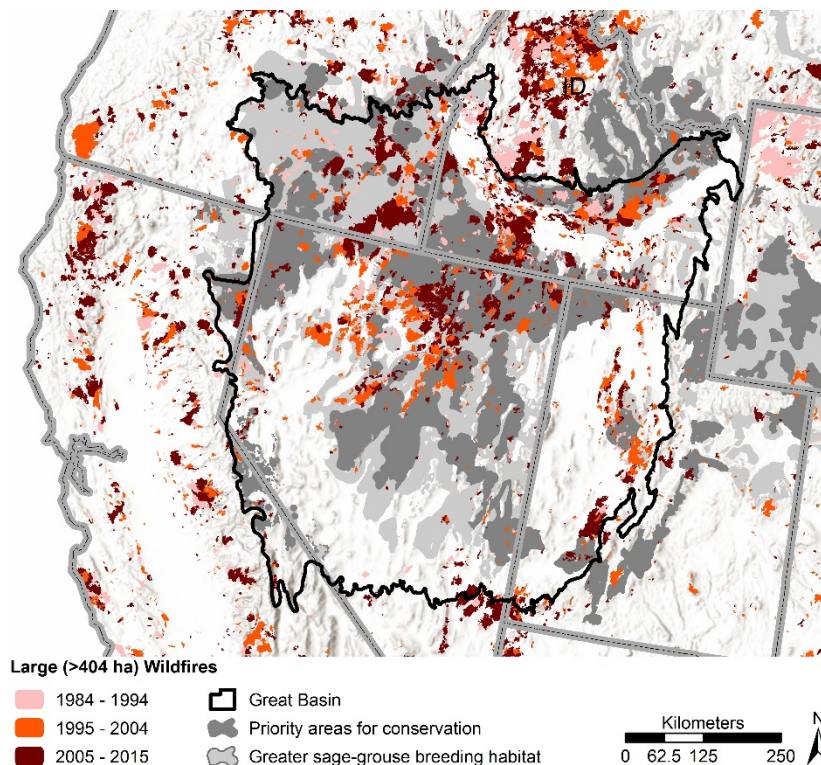 ID
Large (>404 ha) Wildfires
1984 - 1994
1995 - 2004
2005 - 2015
Great Basin
Priority areas for conservation
Greater sage-grouse breeding habitat
Kilometers
0 62.5 125 250
N